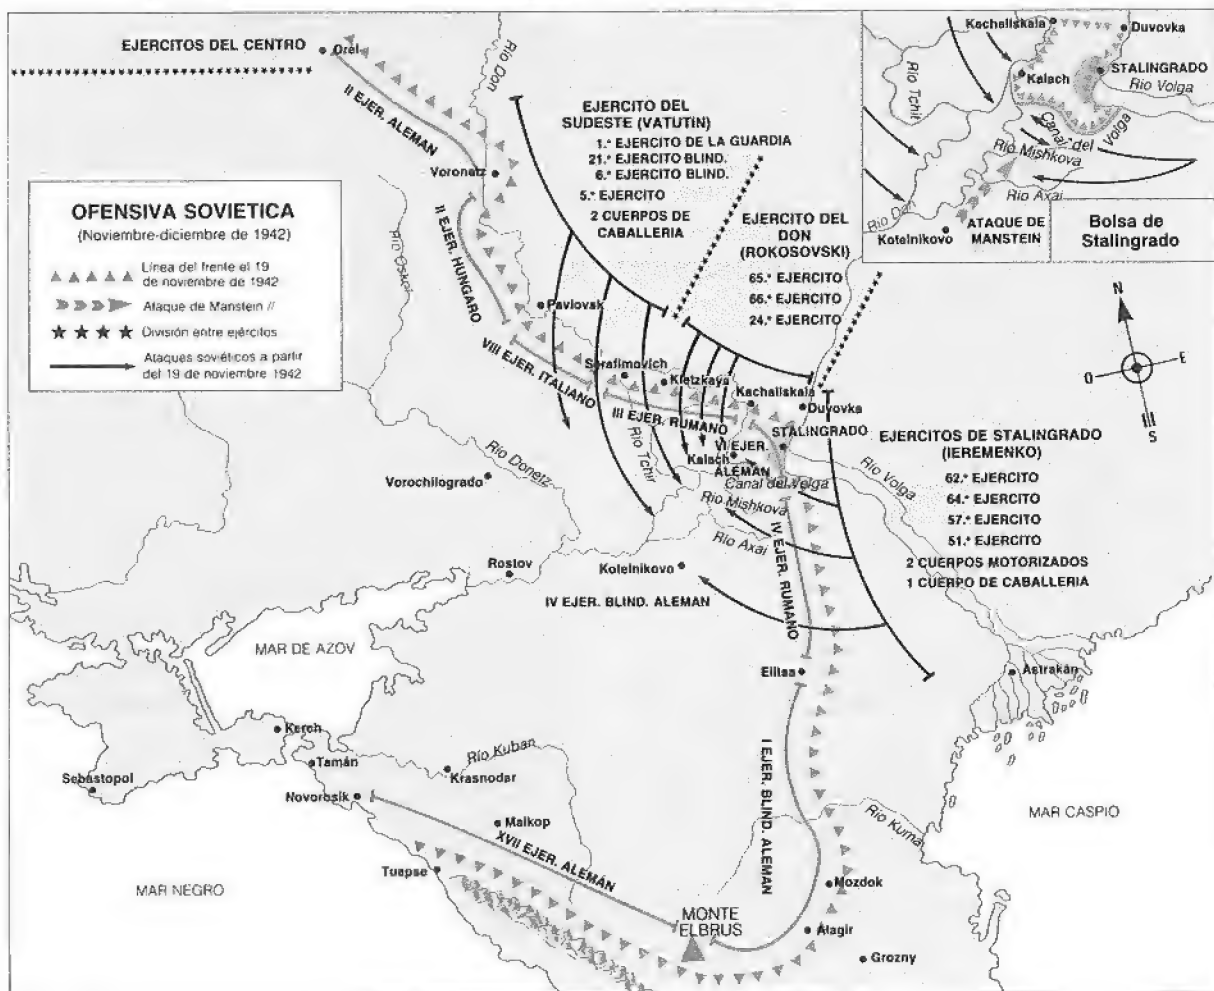 EJERCITOS DEL CENTRO
Orel
II EJER. ALEMAN
Río Don
EJERCITO DEL
SUDESTE (VATUTIN)
1.ª EJERCITO DE LA GUARDIA
21.ª EJERCITO BLIND.
6.ª EJERCITO BLIND.
5.ª EJERCITO
2 CUERPOS DE
CABALLERIA
Kachaliskaia
Duvovka
Río Tchir
Kalach
STALINGRADO
Río Volga
Canal del Volga
Río Mishkova
Río Axai
Río Don
Kotelnikovo
ATAQUE DE
MANSTEIN
Bolsa de
Stalingrado
OFENSIVA SOVIETICA
(Noviembre-diciembre de 1942)
Línea del frente el 19
de noviembre de 1942
Ataque de Manstein //
División entre ejércitos
Ataques soviéticos a partir
del 19 de noviembre 1942
Voronetz
II EJER. HUNGARO
Río Oskol
Pavlovsk
EJERCITO DEL
DON
(ROKOSOVSKI)
65.ª EJERCITO
66.ª EJERCITO
24.ª EJERCITO
N
E
S
O
VIII EJER. ITALIANO
Serafimovich
Kletzkaya
Kachaliskaia
Duvovka
III EJER. RUMANO
STALINGRADO
VI EJER.
ALEMÁN
Kalach
Río Tchir
Canal del Volga
Río Mishkova
Río Axai
Río Volga
EJERCITOS DE STALINGRADO
(IEREMENKO)
62.ª EJERCITO
64.ª EJERCITO
57.ª EJERCITO
51.ª EJERCITO
2 CUERPOS MOTORIZADOS
1 CUERPO DE CABALLERIA
Río Donetz
Vorochilogrado
Rostov
Kotelnikovo
IV EJER. BLIND. ALEMAN
IV EJER. RUMANO
Elitsa
Astrakán
MAR DE AZOV
Kerch
Tamán
Sebastopol
Novorosik
Río Kuban
Krasnodar
Maikop
XVII EJER. ALEMÁN
I EJER. BLIND. ALEMAN
Río Kuma
MAR CASPIO
MAR NEGRO
Tuapse
MONTE
ELBRUS
Mozdok
Alagir
Grozny